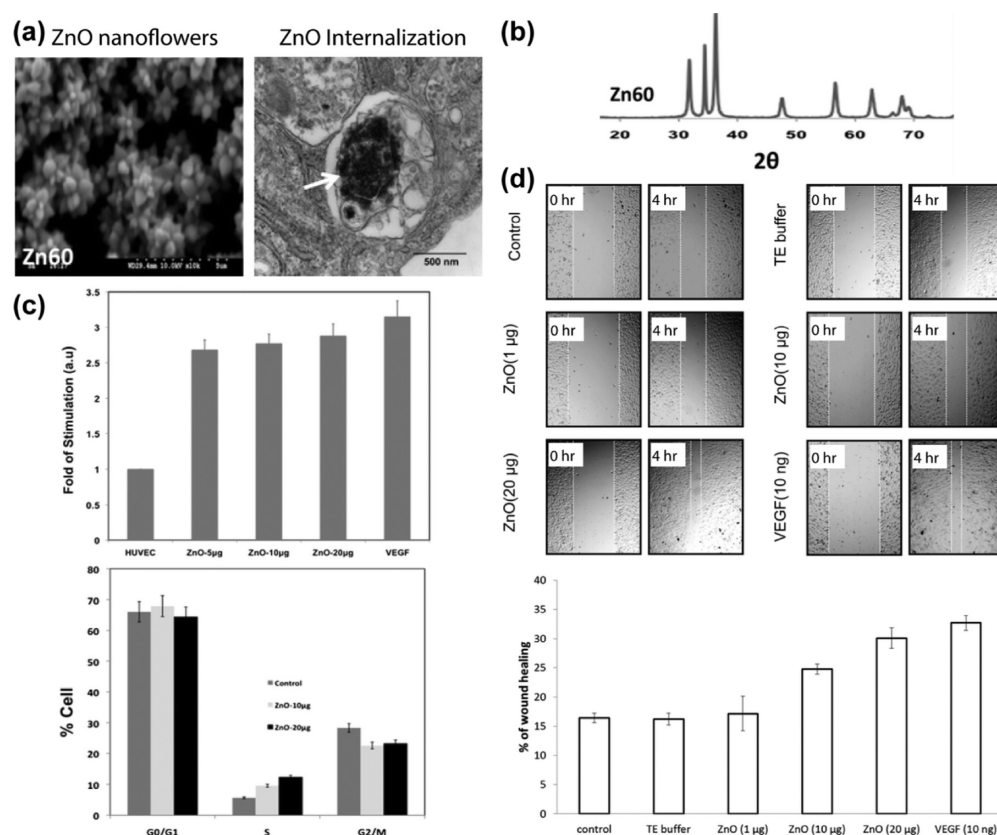 (a) ZnO nanoflowers
ZnO Internalization
Zn60
WD29.4mm 10.0kV x10k 5um
500 nm
(b)
Zn60
20 30 40 50 60 70
2θ
(c)
Fold of Stimulation (a.u)
3.5
3
2.5
2
1.5
1
0.5
0
HUVEC ZnO-5µg ZnO-10µg ZnO-20µg VEGF
% Cell
80
70
60
50
40
30
20
10
0
Control
ZnO-10µg
ZnO-20µg
G0/G1 S G2/M
(d)
Control
0 hr
4 hr
TE buffer
0 hr
4 hr
ZnO(1 µg)
0 hr
4 hr
ZnO(10 µg)
0 hr
4 hr
ZnO(20 µg)
0 hr
4 hr
VEGF(10 ng)
0 hr
4 hr
% of wound healing
40
35
30
25
20
15
10
5
0
control TE buffer ZnO (1 µg) ZnO (10 µg) ZnO (20 µg) VEGF (10 ng)